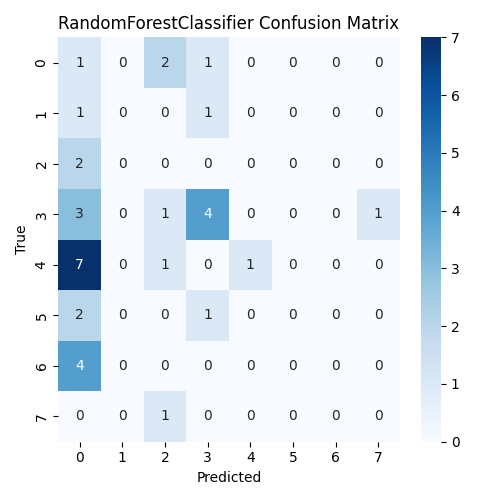 RandomForestClassifier Confusion Matrix
0 1 0 2 1 0 0 0 0
1 1 0 0 1 0 0 0 0
2 2 0 0 0 0 0 0 0
3 3 0 1 4 0 0 0 1
4 7 0 1 0 1 0 0 0
5 2 0 0 1 0 0 0 0
6 4 0 0 0 0 0 0 0
7 0 0 1 0 0 0 0 0
0 1 2 3 4 5 6 7
True
Predicted
7
6
5
4
3
2
1
0